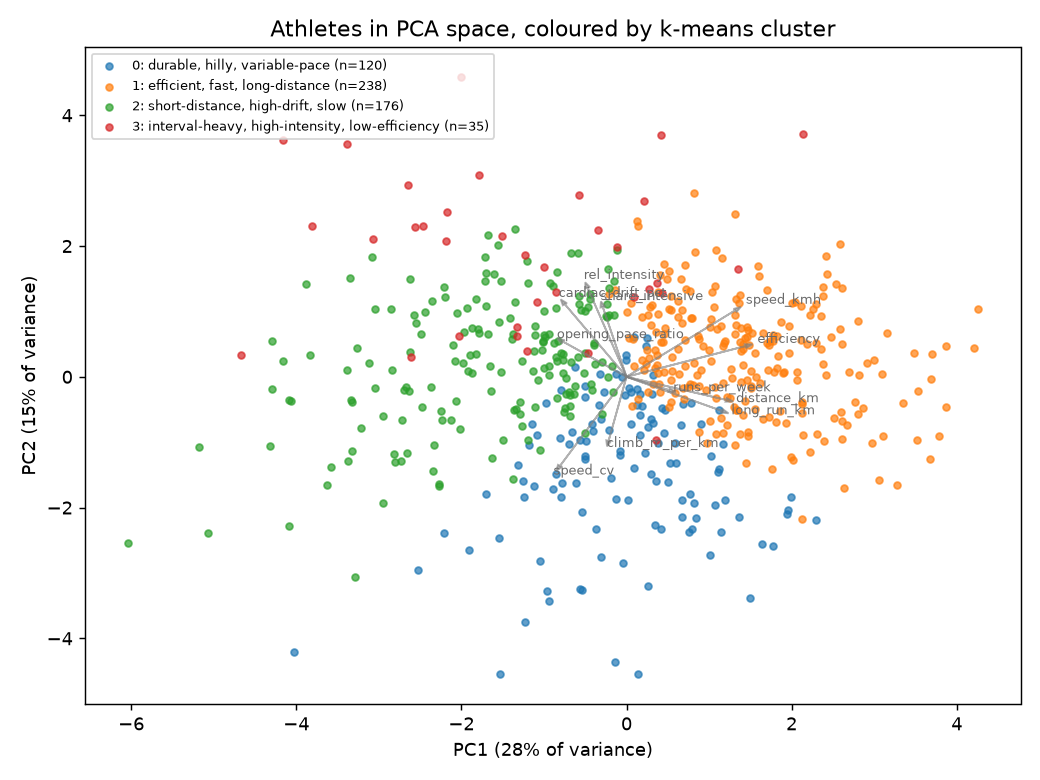 Athletes in PCA space, coloured by k-means cluster
0: durable, hilly, variable-pace (n=120)
1: efficient, fast, long-distance (n=238)
2: short-distance, high-drift, slow (n=176)
3: interval-heavy, high-intensity, low-efficiency (n=35)
4
2
0
−2
−4
PC2 (15% of variance)
rel_intensity
share_intensive
speed_kmh
opening_pace_ratio
efficiency
runs_per_week
distance_km
long_run_km
climb_m_per_km
speed_cv
−6
−4
−2
0
2
4
PC1 (28% of variance)